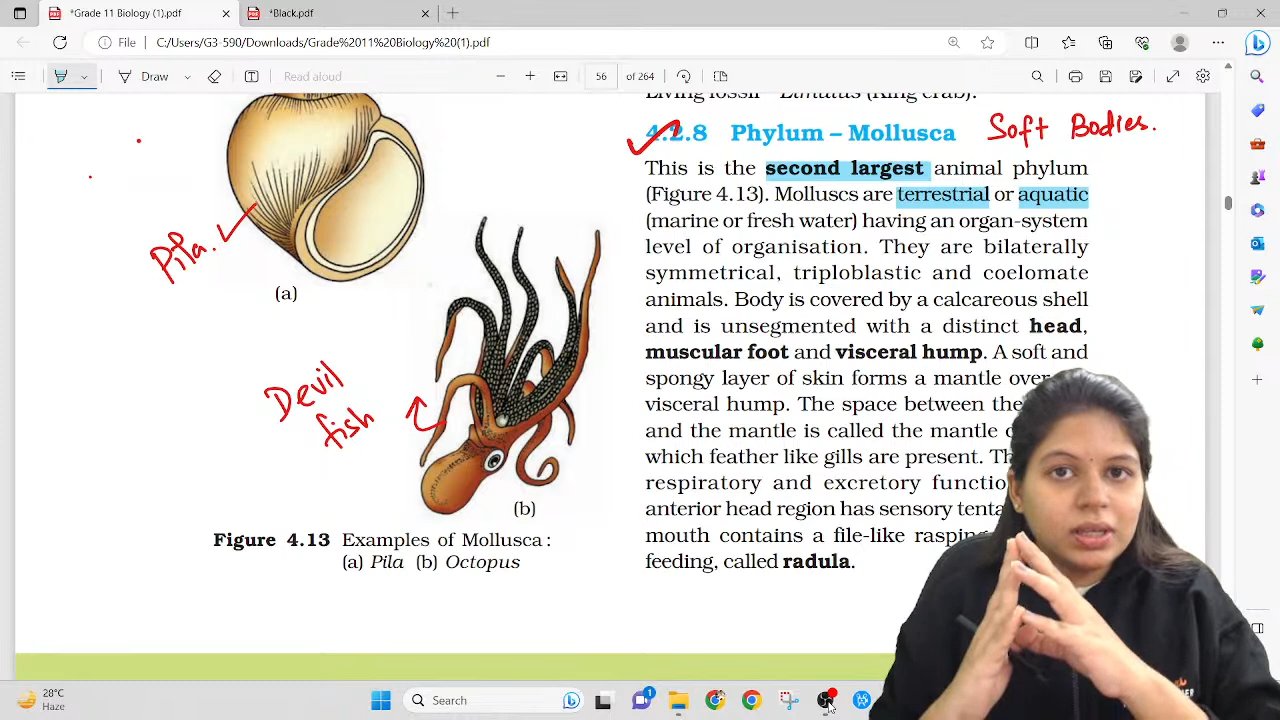 *Grade 11 Biology (1).pdf
*Black.pdf
File
C:/Users/G3-590/Downloads/Grade%2011%20Biology%20(1).pdf
Draw
Read aloud
56
of 264
Living fossil – Limulus (King crab).
4.2.8 Phylum – Mollusca
Soft Bodies.
This is the second largest animal phylum
(Figure 4.13). Molluscs are terrestrial or aquatic
(marine or fresh water) having an organ-system
level of organisation. They are bilaterally
symmetrical, triploblastic and coelomate
animals. Body is covered by a calcareous shell
and is unsegmented with a distinct head,
muscular foot and visceral hump. A soft and
spongy layer of skin forms a mantle over
visceral hump. The space between the
and the mantle is called the mantle
which feather like gills are present.
respiratory and excretory
anterior head region has sensory
mouth contains a file-like
feeding, called radula.
Pila.
(a)
Devil
fish
(b)
Figure 4.13 Examples of Mollusca :
(a) Pila (b) Octopus
28°C
Haze
Search
1